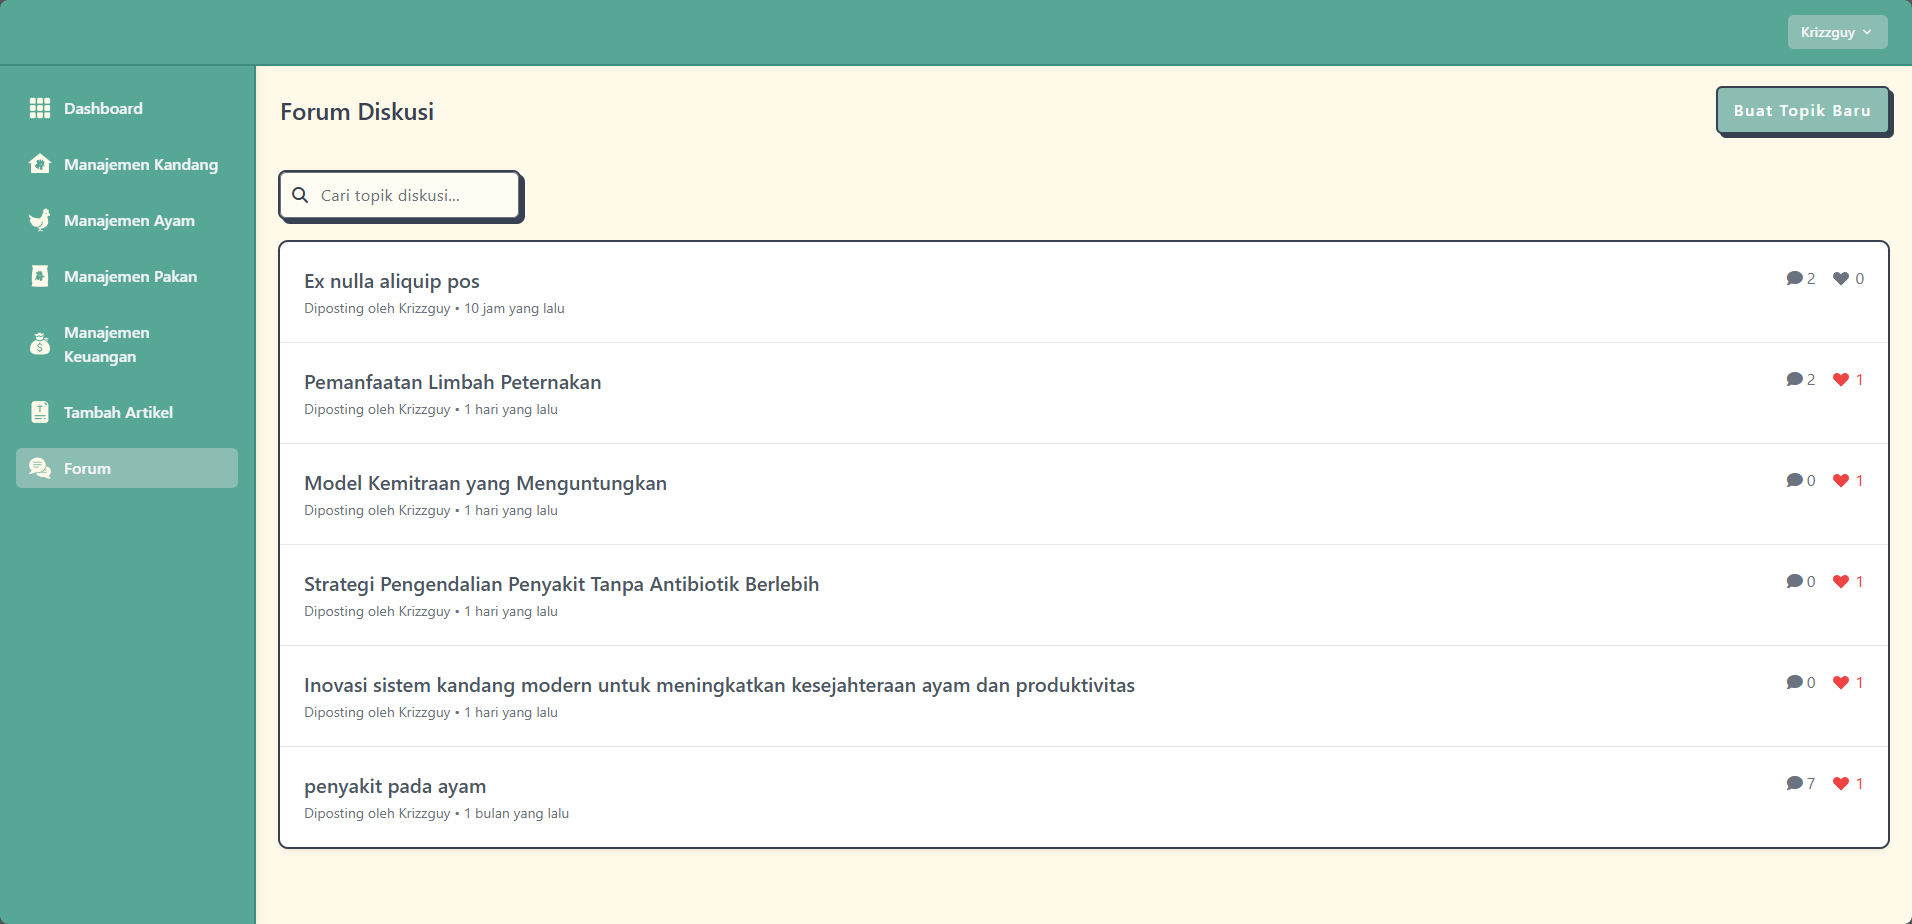 Krizzguy
Dashboard
Manajemen Kandang
Manajemen Ayam
Manajemen Pakan
Manajemen
Keuangan
Tambah Artikel
Forum
Forum Diskusi
Buat Topik Baru
Cari topik diskusi...
Ex nulla aliquip pos
2 0
Diposting oleh Krizzguy • 10 jam yang lalu
Pemanfaatan Limbah Peternakan
2 1
Diposting oleh Krizzguy • 1 hari yang lalu
Model Kemitraan yang Menguntungkan
0 1
Diposting oleh Krizzguy • 1 hari yang lalu
Strategi Pengendalian Penyakit Tanpa Antibiotik Berlebih
0 1
Diposting oleh Krizzguy • 1 hari yang lalu
Inovasi sistem kandang modern untuk meningkatkan kesejahteraan ayam dan produktivitas
0 1
Diposting oleh Krizzguy • 1 hari yang lalu
penyakit pada ayam
7 1
Diposting oleh Krizzguy • 1 bulan yang lalu